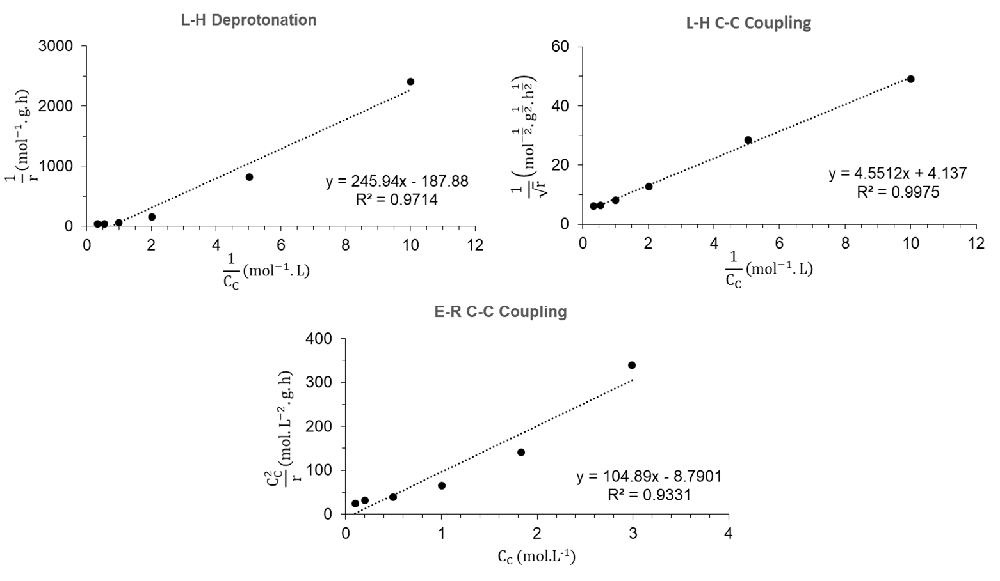 L-H Deprotonation
3000
2000
1000
0
0 2 4 6 8 10 12
1/r (mol⁻¹. g. h)
y = 245.94x - 187.88
R² = 0.9714
1/C_C (mol⁻¹. L)
L-H C-C Coupling
60
40
20
0
0 2 4 6 8 10 12
1/√r (mol^-1/2. g^1/2. h^1/2)
y = 4.5512x + 4.137
R² = 0.9975
1/C_C (mol⁻¹. L)
E-R C-C Coupling
400
300
200
100
0
0 1 2 3 4
C_C²/r (mol. L⁻². g. h)
y = 104.89x - 8.7901
R² = 0.9331
C_C (mol.L⁻¹)